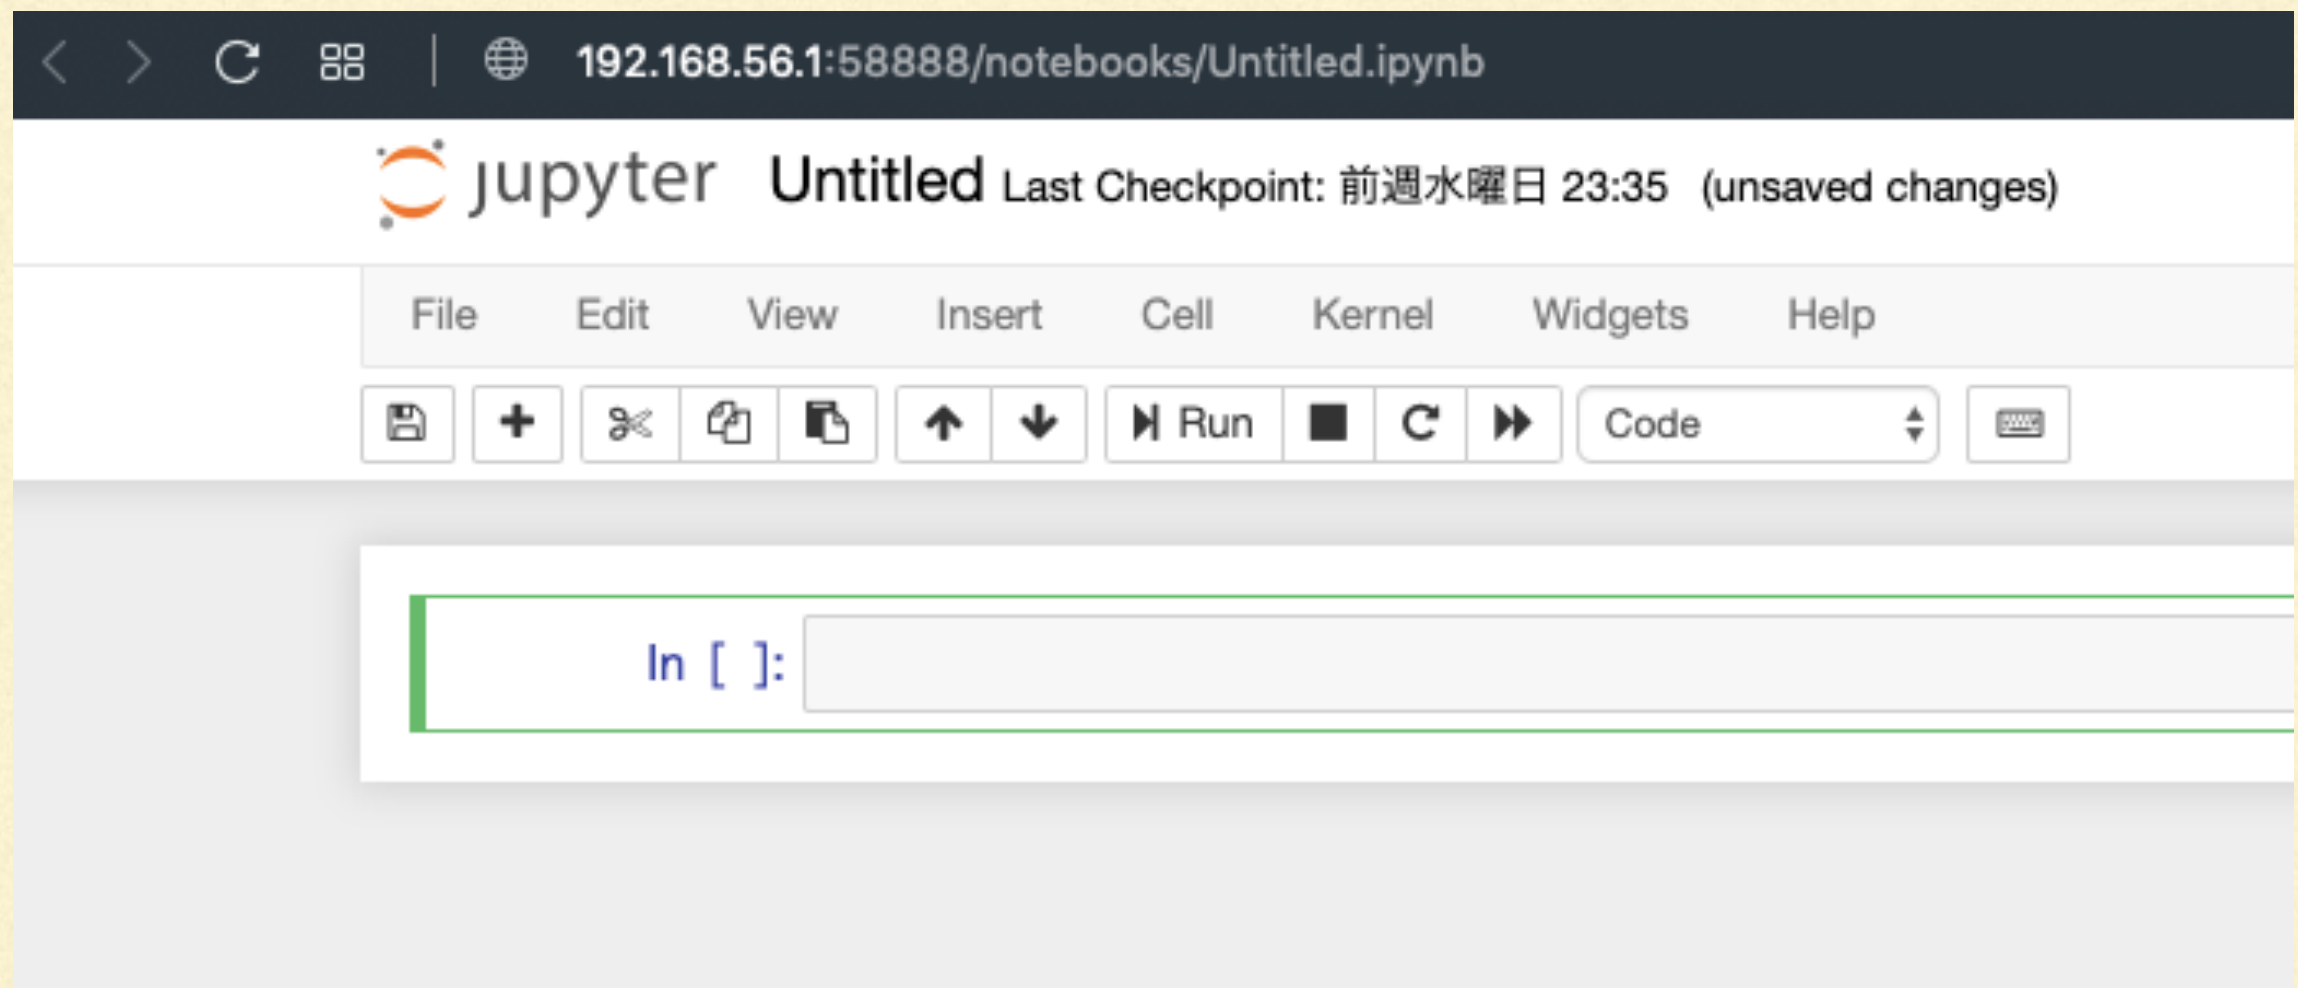 192.168.56.1:58888/notebooks/Untitled.ipynb
jupyter Untitled Last Checkpoint: 前週水曜日 23:35 (unsaved changes)
File Edit View Insert Cell Kernel Widgets Help
Run Code
In [ ]: